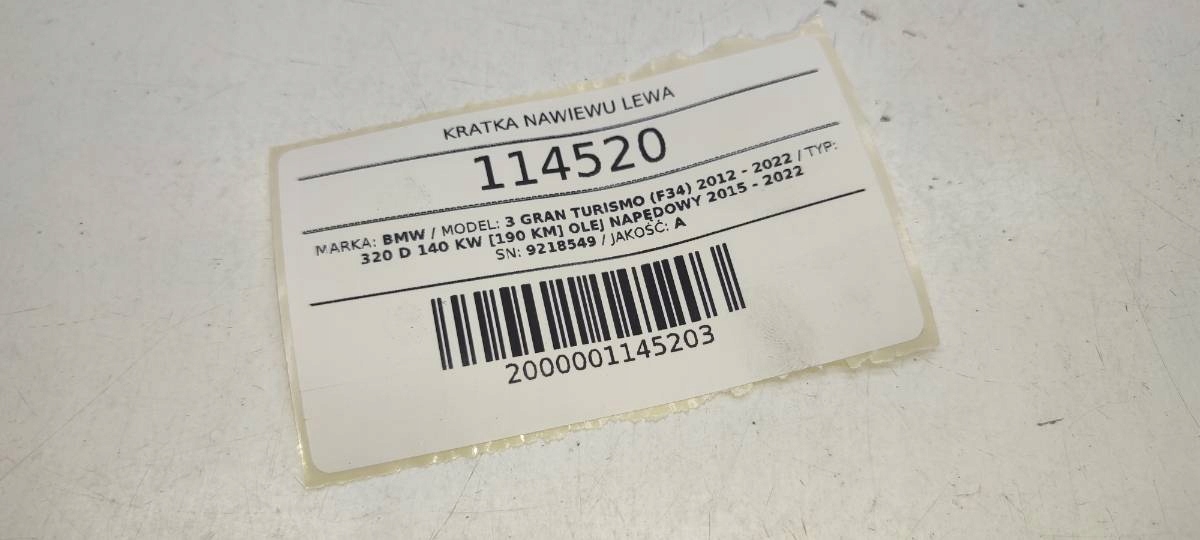 KRATKA NAWIEWU LEWA
114520
MARKA: BMW / MODEL: 3 GRAN TURISMO (F34) 2012 - 2022 / TYP:
320 D 140 KW [190 KM] OLEJ NAPĘDOWY 2015 - 2022
SN: 9218549 / JAKOŚĆ: A
2000001145203